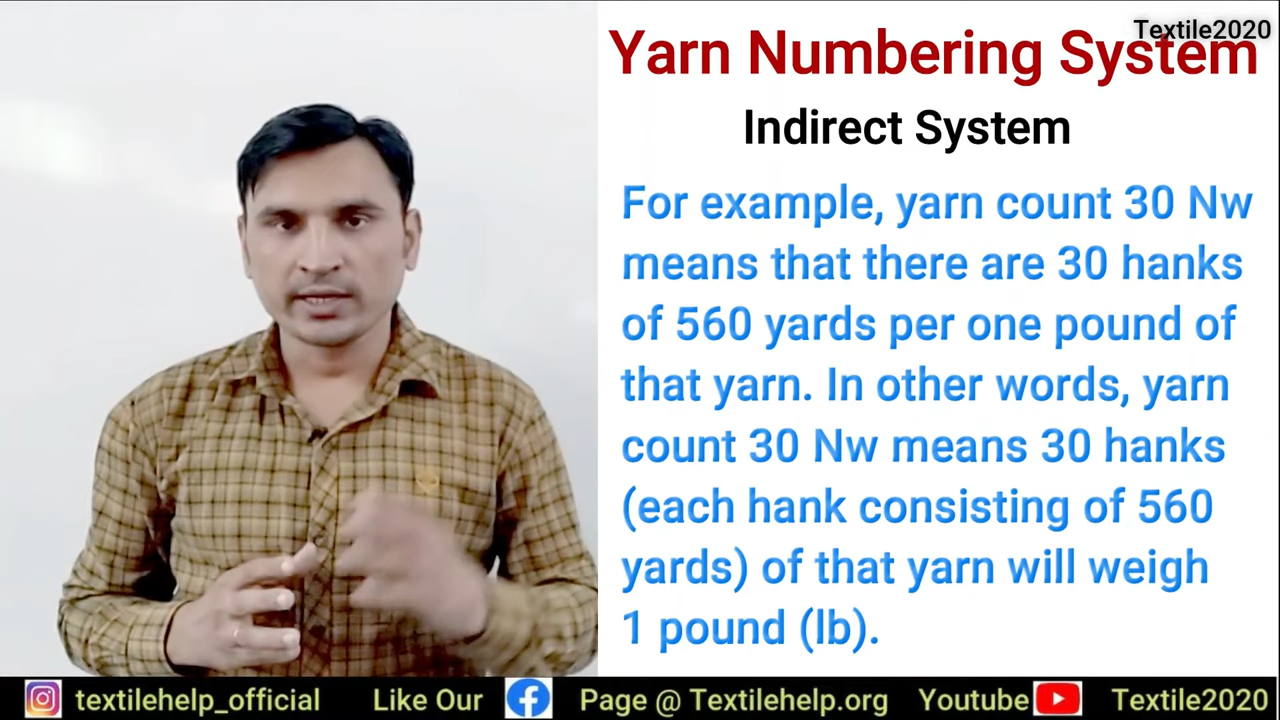 Textile2020
Yarn Numbering System
Indirect System
For example, yarn count 30 Nw
means that there are 30 hanks
of 560 yards per one pound of
that yarn. In other words, yarn
count 30 Nw means 30 hanks
(each hank consisting of 560
yards) of that yarn will weigh
1 pound (lb).
textilehelp_official Like Our Page @ Textilehelp.org Youtube Textile2020